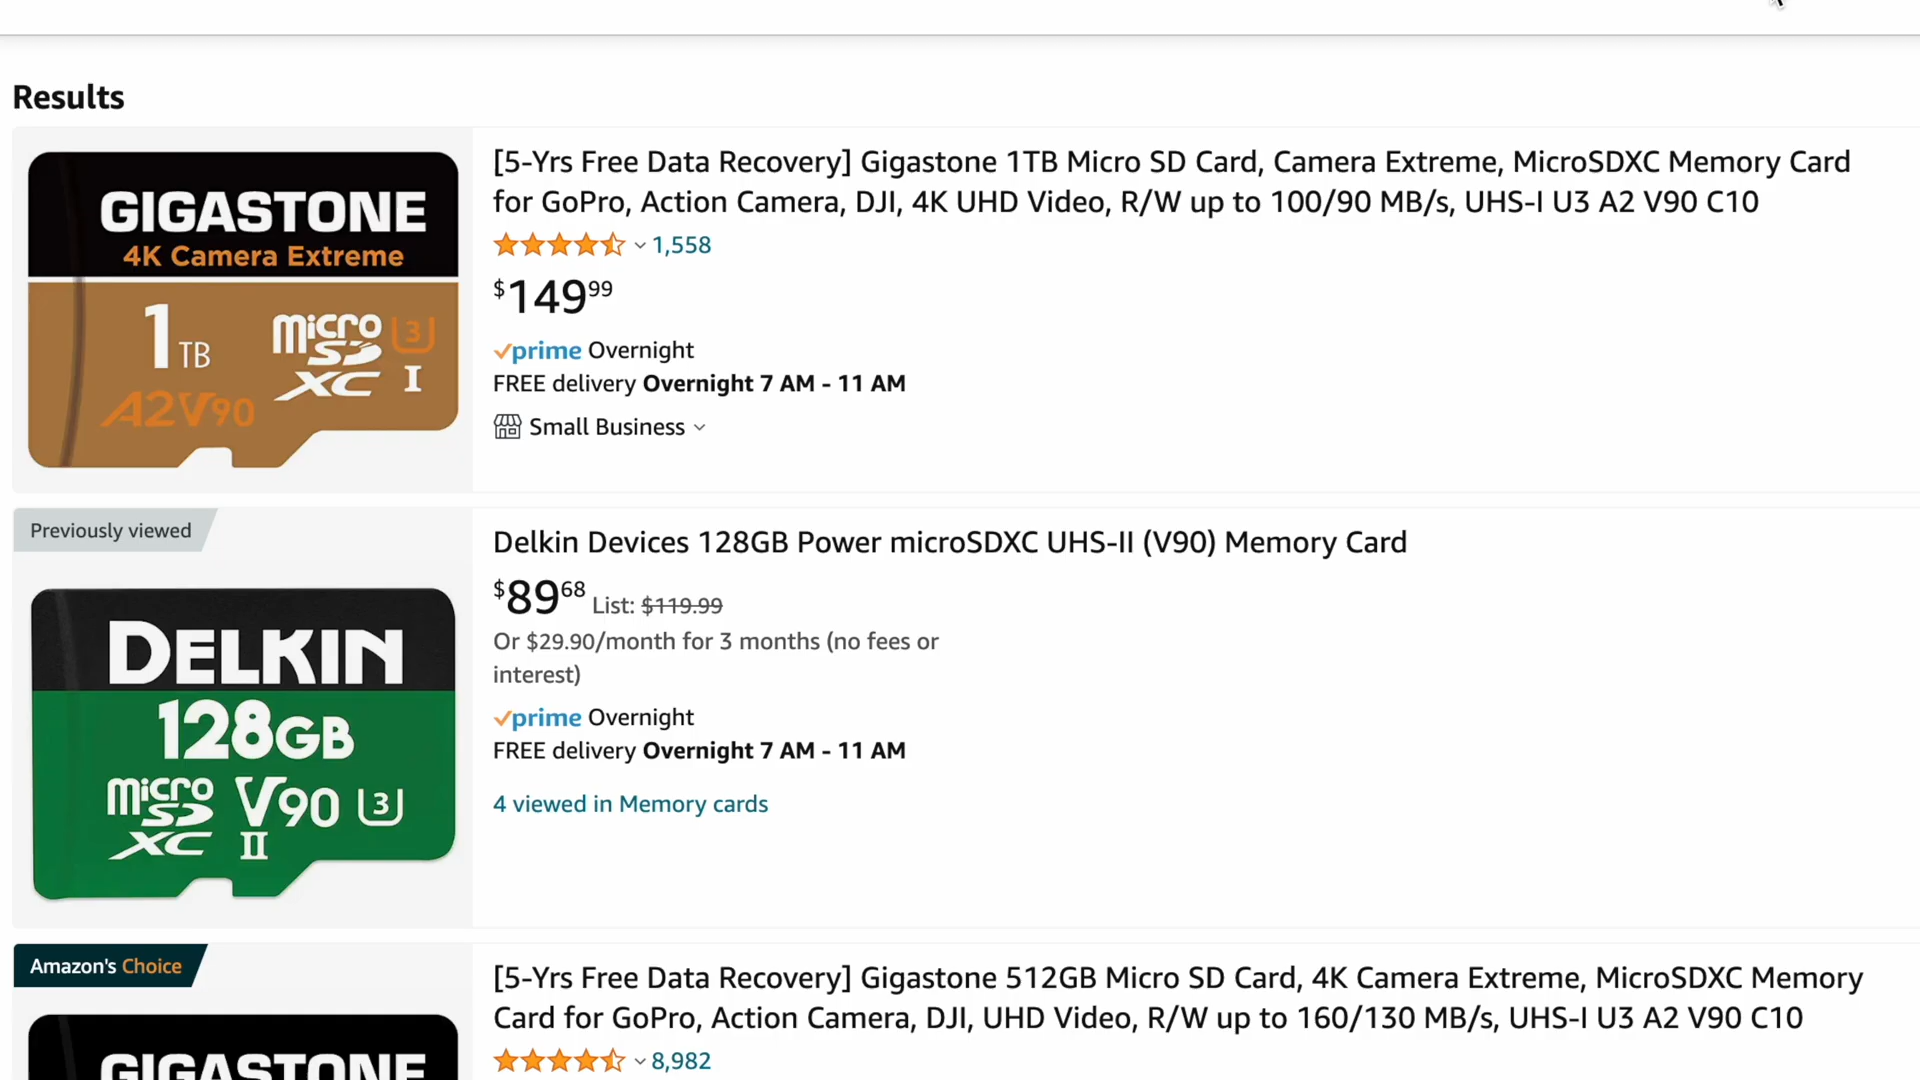 Results
GIGASTONE
4K Camera Extreme
1 TB
micro SD XC I U3
A2 V90
[5-Yrs Free Data Recovery] Gigastone 1TB Micro SD Card, Camera Extreme, MicroSDXC Memory Card
for GoPro, Action Camera, DJI, 4K UHD Video, R/W up to 100/90 MB/s, UHS-I U3 A2 V90 C10
1,558
$149.99
prime Overnight
FREE delivery Overnight 7 AM - 11 AM
Small Business
Previously viewed
DELKIN
128GB
micro SD XC II V90 U3
Delkin Devices 128GB Power microSDXC UHS-II (V90) Memory Card
$89.68 List: $119.99
Or $29.90/month for 3 months (no fees or
interest)
prime Overnight
FREE delivery Overnight 7 AM - 11 AM
4 viewed in Memory cards
Amazon's Choice
GIGASTONE
[5-Yrs Free Data Recovery] Gigastone 512GB Micro SD Card, 4K Camera Extreme, MicroSDXC Memory
Card for GoPro, Action Camera, DJI, UHD Video, R/W up to 160/130 MB/s, UHS-I U3 A2 V90 C10
8,982